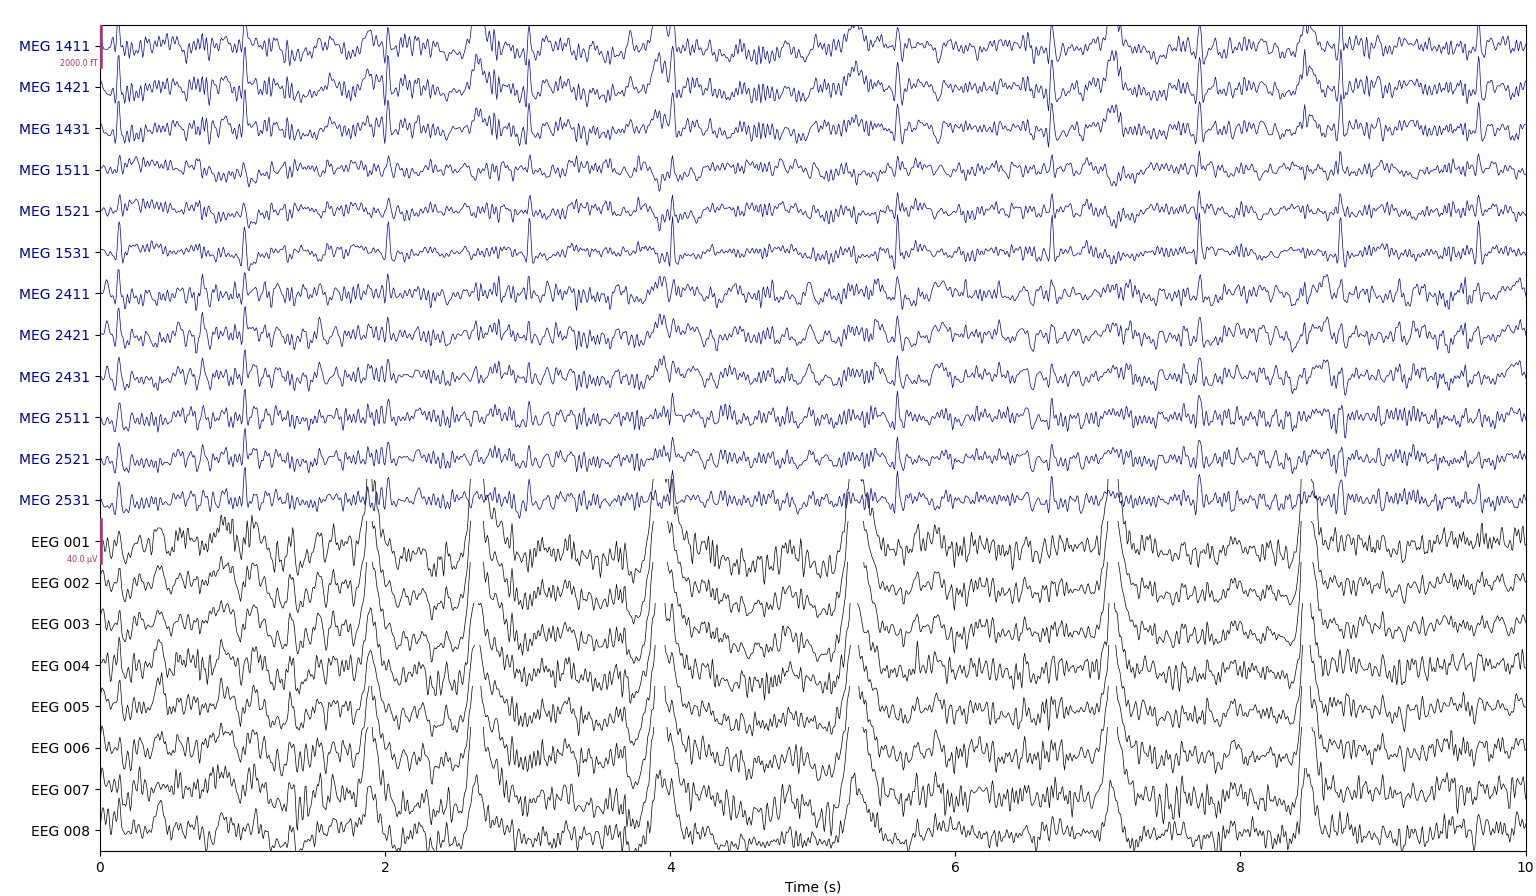 MEG 1411
2000.0 fT
MEG 1421
MEG 1431
MEG 1511
MEG 1521
MEG 1531
MEG 2411
MEG 2421
MEG 2431
MEG 2511
MEG 2521
MEG 2531
EEG 001
40.0 µV
EEG 002
EEG 003
EEG 004
EEG 005
EEG 006
EEG 007
EEG 008
0 2 4 6 8 10
Time (s)